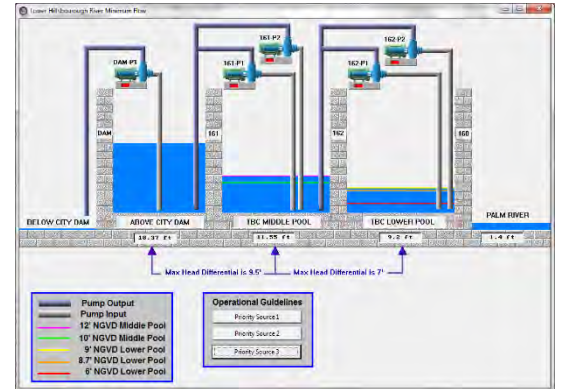 Lower Hillsborough River Minimum Flow
DAM-P1
161-P1
161-P2
162-P1
162-P2
DAM
161
162
160
BELOW CITY DAM
ABOVE CITY DAM
TBC MIDDLE POOL
TBC LOWER POOL
PALM RIVER
18.37 ft
11.55 ft
9.2 ft
1.4 ft
Max Head Differential is 9.5'
Max Head Differential is 7'
Pump Output
Pump Input
12' NGVD Middle Pool
10' NGVD Middle Pool
9' NGVD Lower Pool
8.7' NGVD Lower Pool
6' NGVD Lower Pool
Operational Guidelines
Priority Source 1
Priority Source 2
Priority Source 3